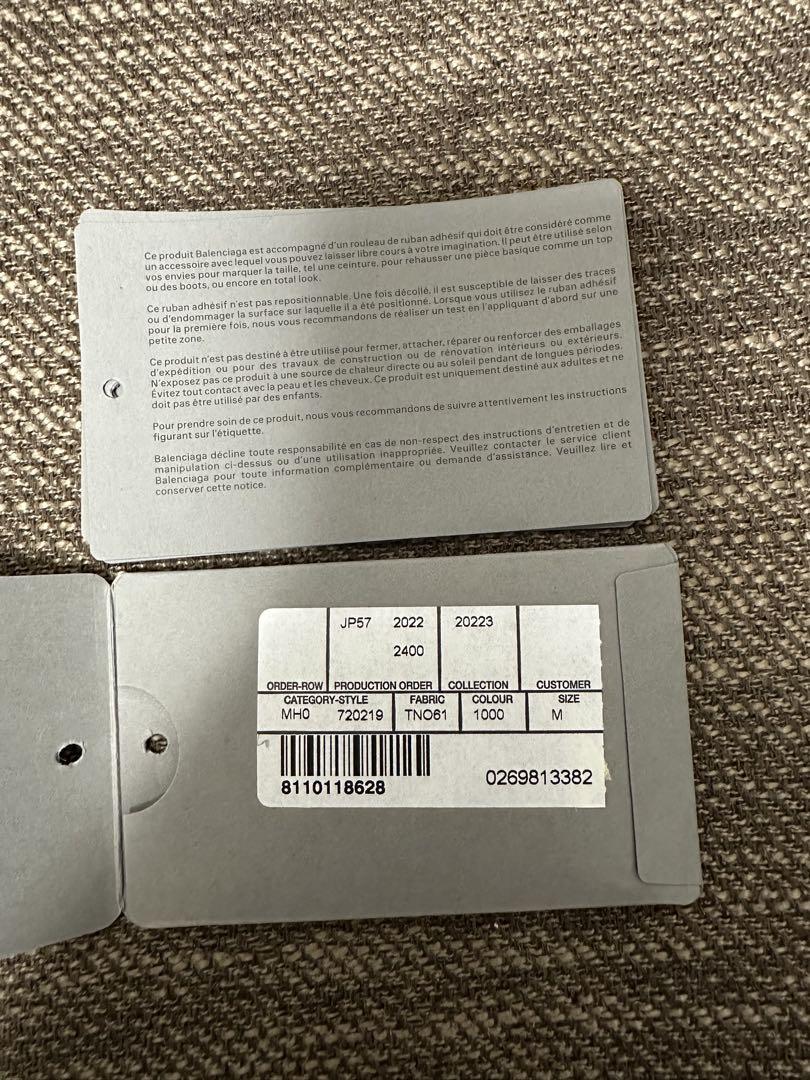 Ce produit Balenciaga est accompagné d'un rouleau de ruban adhésif qui doit être considéré comme
un accessoire avec lequel vous pouvez laisser libre cours à votre imagination. Il peut être utilisé selon
vos envies pour marquer la taille, tel une ceinture, pour rehausser une pièce basique comme un top
ou des boots, ou encore en total look.
Ce ruban adhésif n'est pas repositionnable. Une fois décollé, il est susceptible de laisser des traces
ou d'endommager la surface sur laquelle il a été positionné. Lorsque vous utilisez le ruban adhésif
pour la première fois, nous vous recommandons de réaliser un test en l'appliquant d'abord sur une
petite zone.
Ce produit n'est pas destiné à être utilisé pour fermer, attacher, réparer ou renforcer des emballages
d'expédition ou pour des travaux de construction ou de rénovation intérieurs ou extérieurs.
N'exposez pas ce produit à une source de chaleur directe ou au soleil pendant de longues périodes.
Évitez tout contact avec la peau et les cheveux. Ce produit est uniquement destiné aux adultes et ne
doit pas être utilisé par des enfants.
Pour prendre soin de ce produit, nous vous recommandons de suivre attentivement les instructions
figurant sur l'étiquette.
Balenciaga décline toute responsabilité en cas de non-respect des instructions d'entretien et de
manipulation ci-dessus ou d'une utilisation inappropriée. Veuillez contacter le service client
Balenciaga pour toute information complémentaire ou demande d'assistance. Veuillez lire et
conserver cette notice.
JP57 2022 20223
2400
ORDER-ROW PRODUCTION ORDER COLLECTION CUSTOMER
CATEGORY-STYLE FABRIC COLOUR SIZE
MH0 720219 TNO61 1000 M
8110118628 0269813382